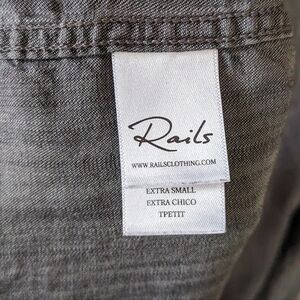 Rails
WWW.RAILSCLOTHING.COM
EXTRA SMALL
EXTRA CHICO
TPETIT